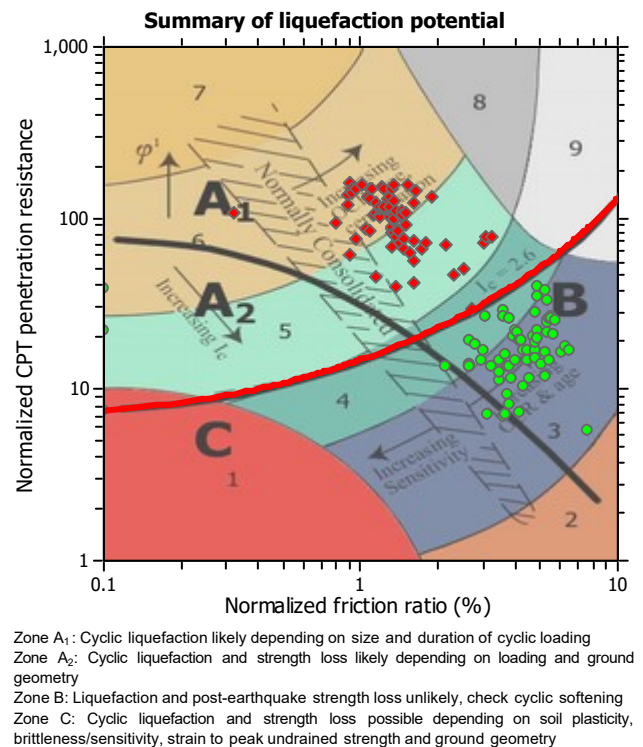 Summary of liquefaction potential
Normalized CPT penetration resistance
1,000
100
10
1
7
8
9
φ'
A1
Normally Consolidated
Increasing
6
A2
Increasing Ic
5
Ic = 2.6
B
4
C
1
Increasing
Sensitivity
OCR & age
3
2
0.1
1
10
Normalized friction ratio (%)
Zone A1: Cyclic liquefaction likely depending on size and duration of cyclic loading
Zone A2: Cyclic liquefaction and strength loss likely depending on loading and ground
geometry
Zone B: Liquefaction and post-earthquake strength loss unlikely, check cyclic softening
Zone C: Cyclic liquefaction and strength loss possible depending on soil plasticity,
brittleness/sensitivity, strain to peak undrained strength and ground geometry